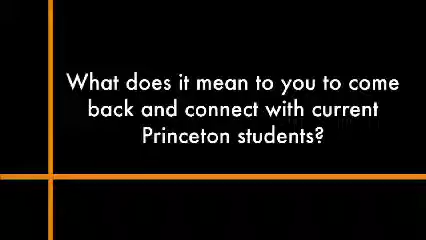 What does it mean to you to come
back and connect with current
Princeton students?